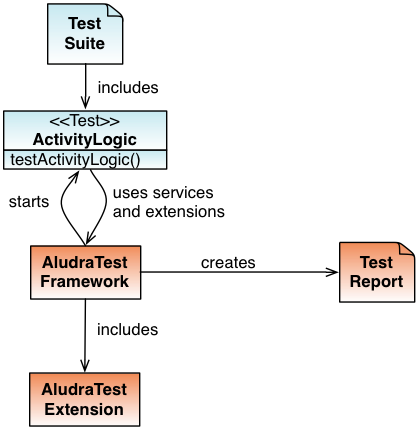 Test
Suite
includes
<<Test>>
ActivityLogic
testActivityLogic()
starts
uses services
and extensions
AludraTest
Framework
creates
Test
Report
includes
AludraTest
Extension